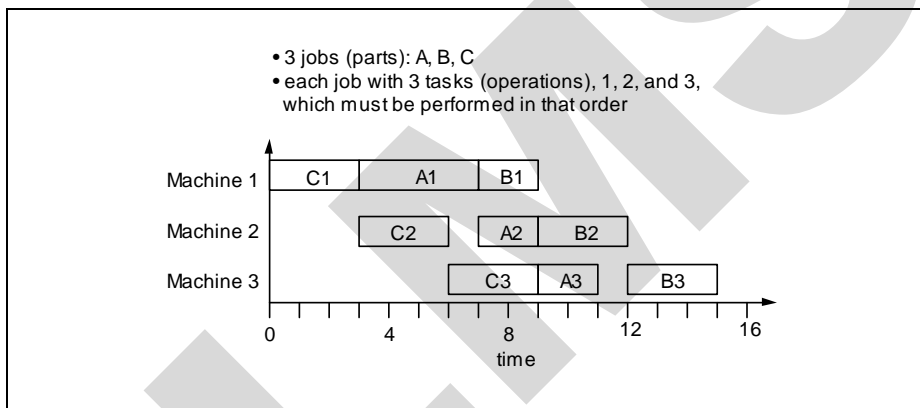 • 3 jobs (parts): A, B, C
• each job with 3 tasks (operations), 1, 2, and 3,
which must be performed in that order
Machine 1 C1 A1 B1
Machine 2 C2 A2 B2
Machine 3 C3 A3 B3
0 4 8 12 16
time